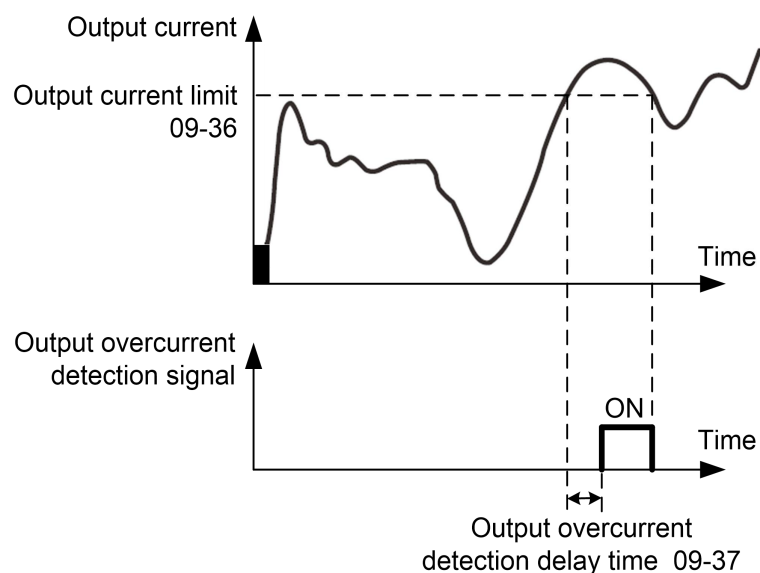 Output current
Output current limit
09-36
Time
Output overcurrent
detection signal
ON
Time
Output overcurrent
detection delay time 09-37